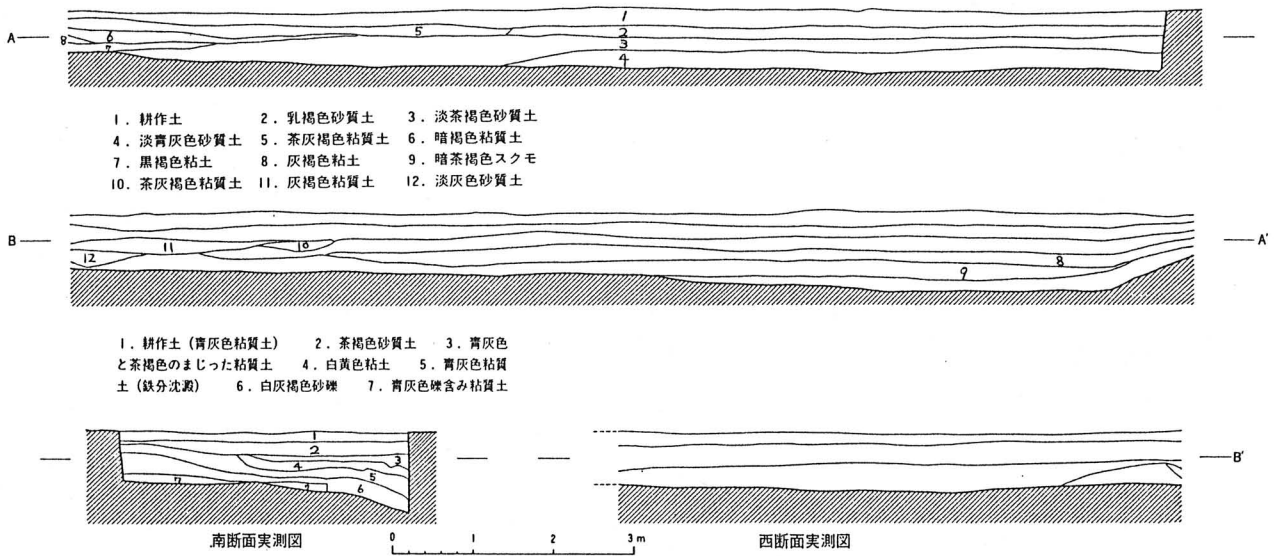 1
2
3
4
5
6
7
8
A
1．耕作土　2．乳褐色砂質土　3．淡茶褐色砂質土
4．淡青灰色砂質土　5．茶灰褐色粘質土　6．暗褐色粘質土
7．黒褐色粘土　8．灰褐色粘土　9．暗茶褐色スクモ
10．茶灰褐色粘質土　11．灰褐色粘質土　12．淡灰色砂質土
B
11
10
12
8
9
A'
1．耕作土（青灰色粘質土）　2．茶褐色砂質土　3．青灰色
と茶褐色のまじった粘質土　4．白黄色粘土　5．青灰色粘質
土（鉄分沈澱）　6．白灰褐色砂礫　7．青灰色礫含み粘質土
1
2
3
4
5
6
7
7
B'
南断面実測図
0 1 2 3 m
西断面実測図